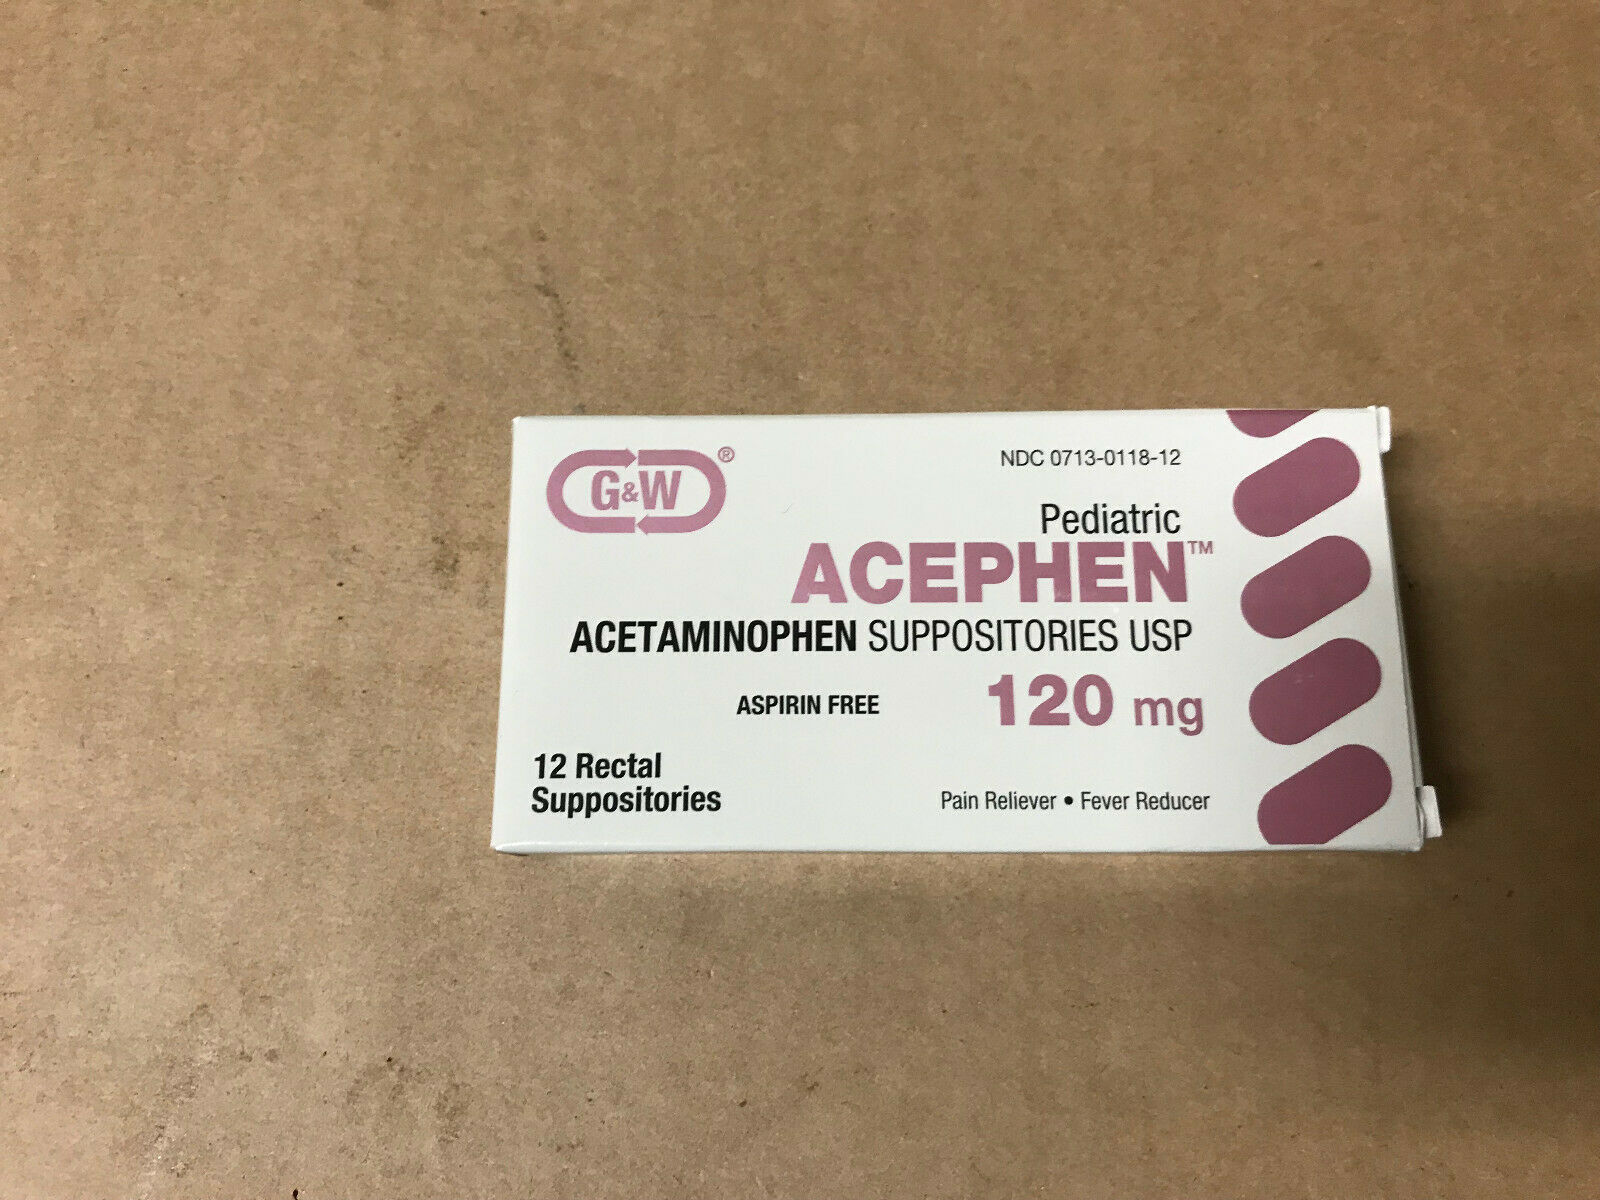 G&W®
NDC 0713-0118-12
Pediatric
ACEPHEN™
ACETAMINOPHEN SUPPOSITORIES USP
ASPIRIN FREE 120 mg
12 Rectal
Suppositories
Pain Reliever • Fever Reducer